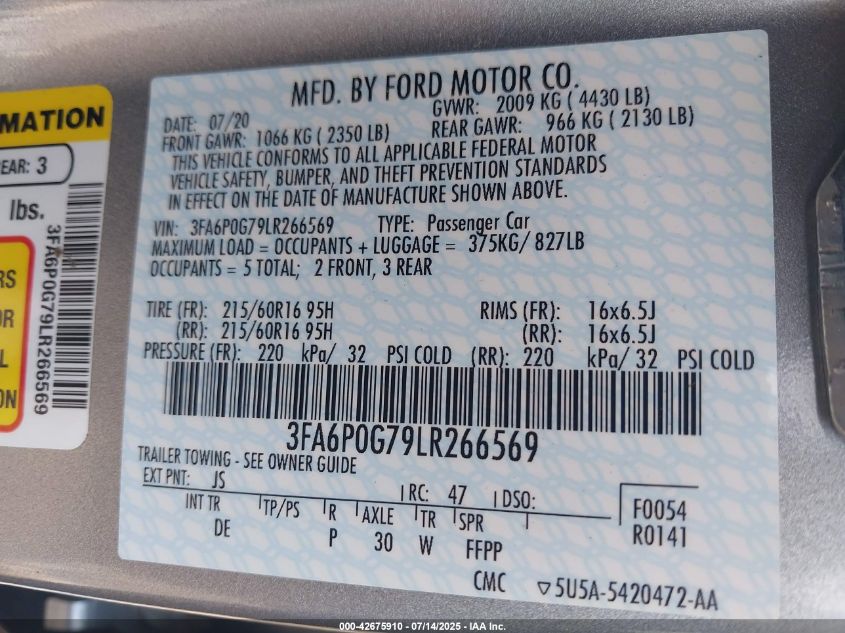 MFD. BY FORD MOTOR CO.
DATE: 07/20 GVWR: 2009 KG ( 4430 LB)
FRONT GAWR: 1066 KG ( 2350 LB) REAR GAWR: 966 KG ( 2130 LB)
THIS VEHICLE CONFORMS TO ALL APPLICABLE FEDERAL MOTOR
VEHICLE SAFETY, BUMPER, AND THEFT PREVENTION STANDARDS
IN EFFECT ON THE DATE OF MANUFACTURE SHOWN ABOVE.
VIN: 3FA6P0G79LR266569 TYPE: Passenger Car
MAXIMUM LOAD = OCCUPANTS + LUGGAGE = 375KG/ 827LB
OCCUPANTS = 5 TOTAL; 2 FRONT, 3 REAR
TIRE (FR): 215/60R16 95H RIMS (FR): 16x6.5J
(RR): 215/60R16 95H (RR): 16x6.5J
PRESSURE (FR): 220 kPa/ 32 PSI COLD (RR): 220 kPa/ 32 PSI COLD
3FA6P0G79LR266569
TRAILER TOWING - SEE OWNER GUIDE
EXT PNT: JS RC: 47 DSO: F0054
INT TR TP/PS R AXLE TR SPR R0141
DE P 30 W FFPP
CMC ▽5U5A-5420472-AA
MATION
EAR: 3
lbs.
3FA6P0G79LR266569
RS
OR
L
ON
000-42675910 - 07/14/2025 - IAA Inc.